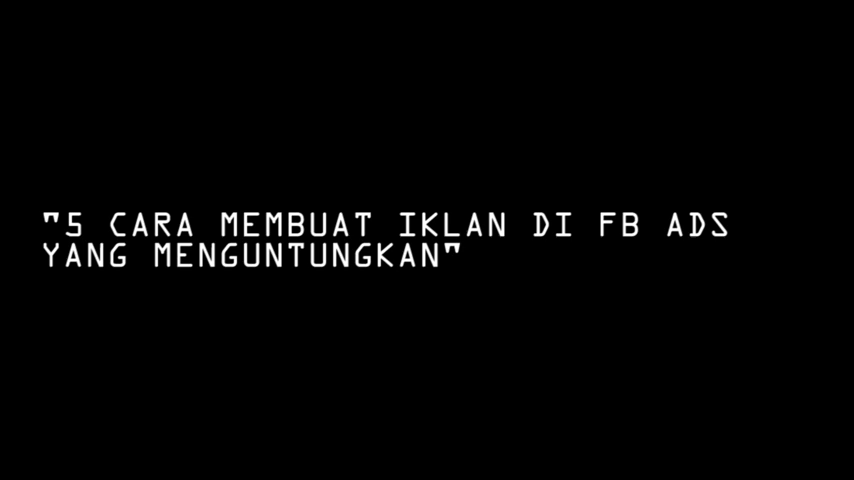 "5 CARA MEMBUAT IKLAN DI FB ADS
YANG MENGUNTUNGKAN"